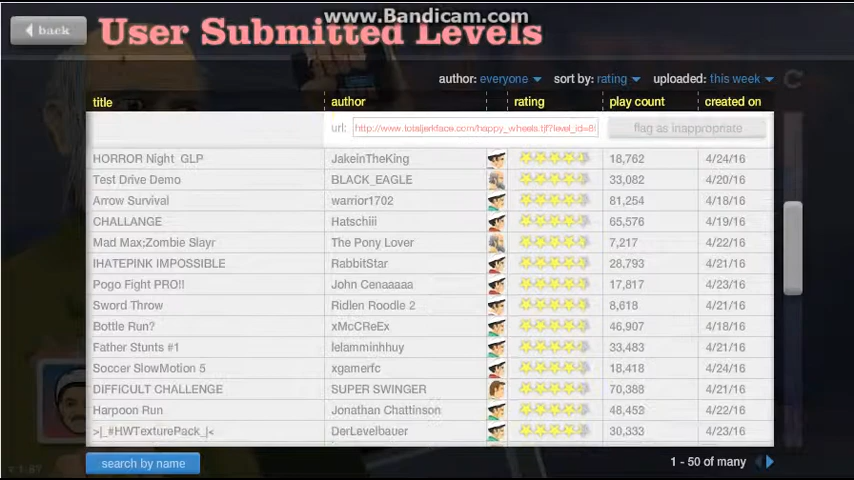 www.Bandicam.com
back User Submitted Levels
author: everyone sort by: rating uploaded: this week
title author rating play count created on
url: http://www.totaljerkface.com/happy_wheels.tjf?level_id=8 flag as inappropriate
HORROR Night GLP JakeinTheKing 18,762 4/24/16
Test Drive Demo BLACK_EAGLE 33,082 4/20/16
Arrow Survival warrior1702 81,254 4/18/16
CHALLANGE Hatschiii 65,576 4/19/16
Mad Max;Zombie Slayr The Pony Lover 7,217 4/22/16
IHATEPINK IMPOSSIBLE RabbitStar 28,793 4/23/16
Pogo Fight PRO!! John Cenaaaaa 17,817 4/23/16
Sword Throw Ridlen Roodle 2 8,618 4/21/16
Bottle Run? xMcCReEx 46,907 4/18/16
Father Stunts #1 lelamminhhuy 33,483 4/21/16
Soccer SlowMotion 5 xgamerfc 18,418 4/24/16
DIFFICULT CHALLENGE SUPER SWINGER 70,388 4/21/16
Harpoon Run Jonathan Chattinson 48,452 4/22/16
>|_#HWTexturePack_|< DerLevelbauer 30,333 4/23/16
search by name 1 - 50 of many
v 1.87